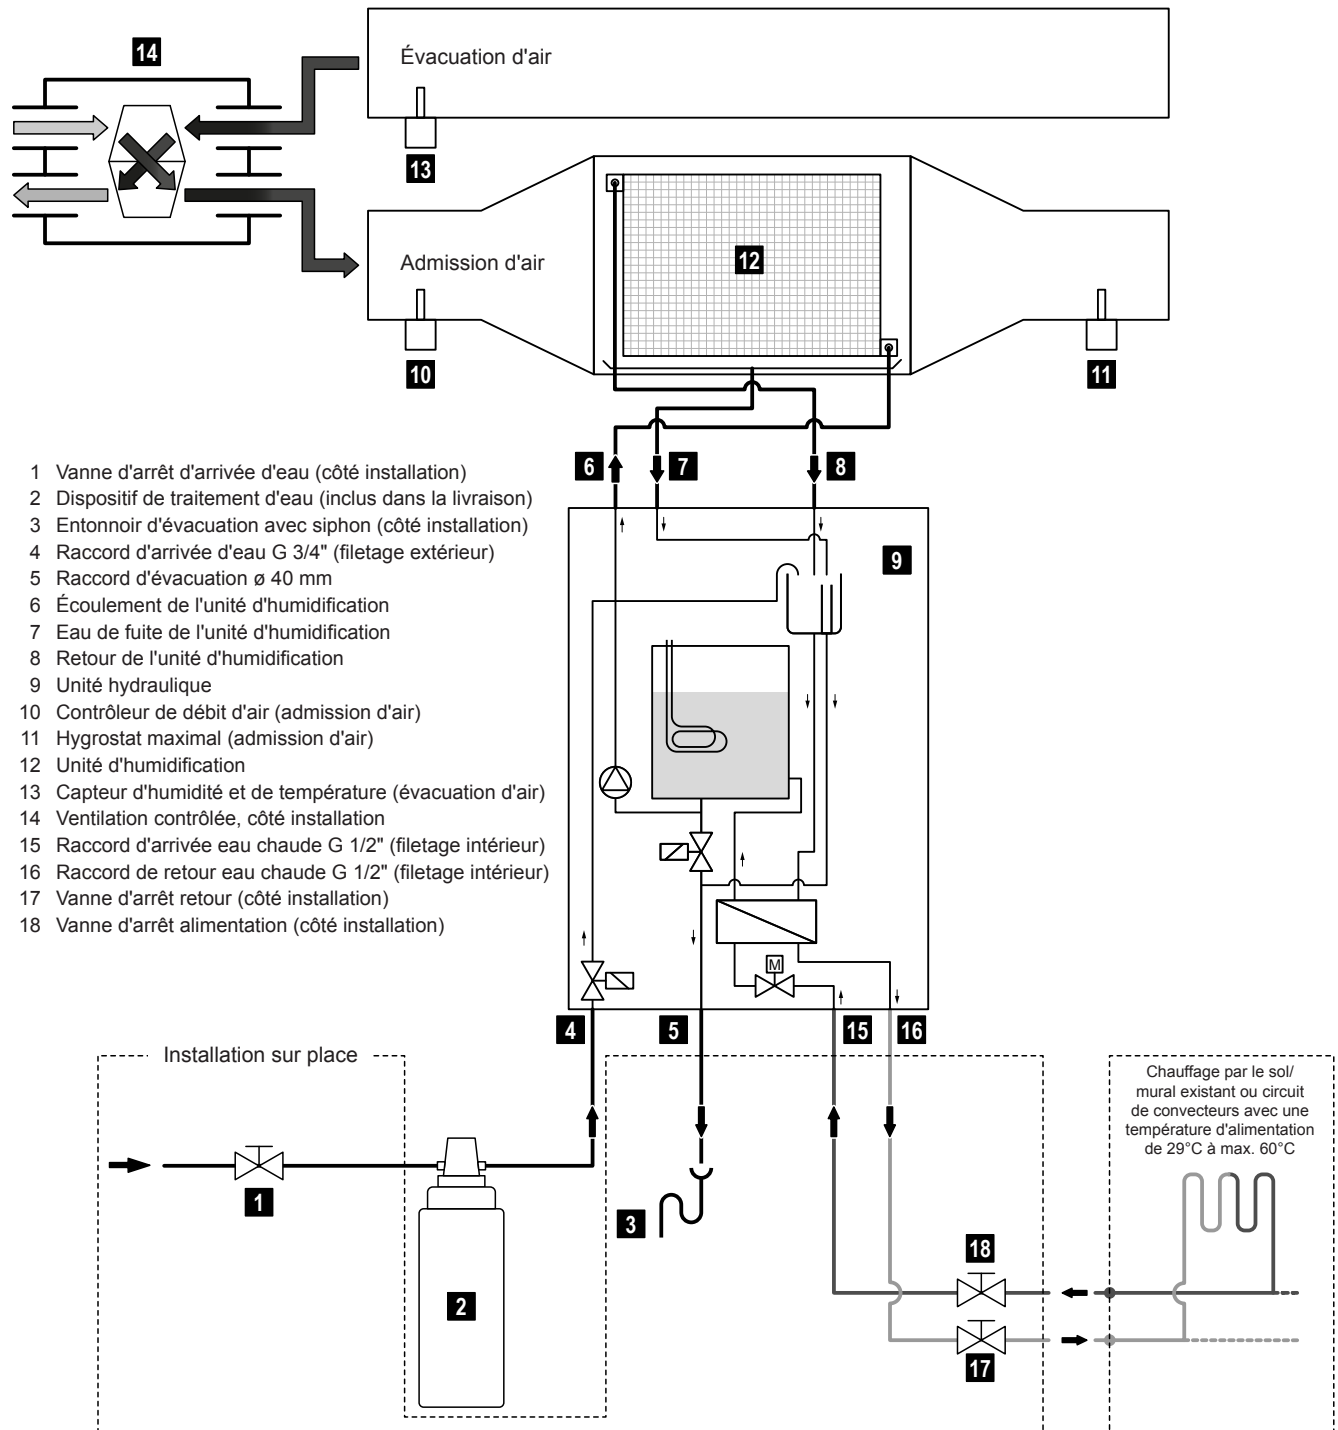 14
Évacuation d'air
13
12
Admission d'air
10
11
6
7
8
1 Vanne d'arrêt d'arrivée d'eau (côté installation)
2 Dispositif de traitement d'eau (inclus dans la livraison)
3 Entonnoir d'évacuation avec siphon (côté installation)
4 Raccord d'arrivée d'eau G 3/4" (filetage extérieur)
5 Raccord d'évacuation ø 40 mm
6 Écoulement de l'unité d'humidification
7 Eau de fuite de l'unité d'humidification
8 Retour de l'unité d'humidification
9 Unité hydraulique
10 Contrôleur de débit d'air (admission d'air)
11 Hygrostat maximal (admission d'air)
12 Unité d'humidification
13 Capteur d'humidité et de température (évacuation d'air)
14 Ventilation contrôlée, côté installation
15 Raccord d'arrivée eau chaude G 1/2" (filetage intérieur)
16 Raccord de retour eau chaude G 1/2" (filetage intérieur)
17 Vanne d'arrêt retour (côté installation)
18 Vanne d'arrêt alimentation (côté installation)
9
M
4
5
15
16
Installation sur place
Chauffage par le sol/
mural existant ou circuit
de convecteurs avec une
température d'alimentation
de 29°C à max. 60°C
1
3
2
18
17